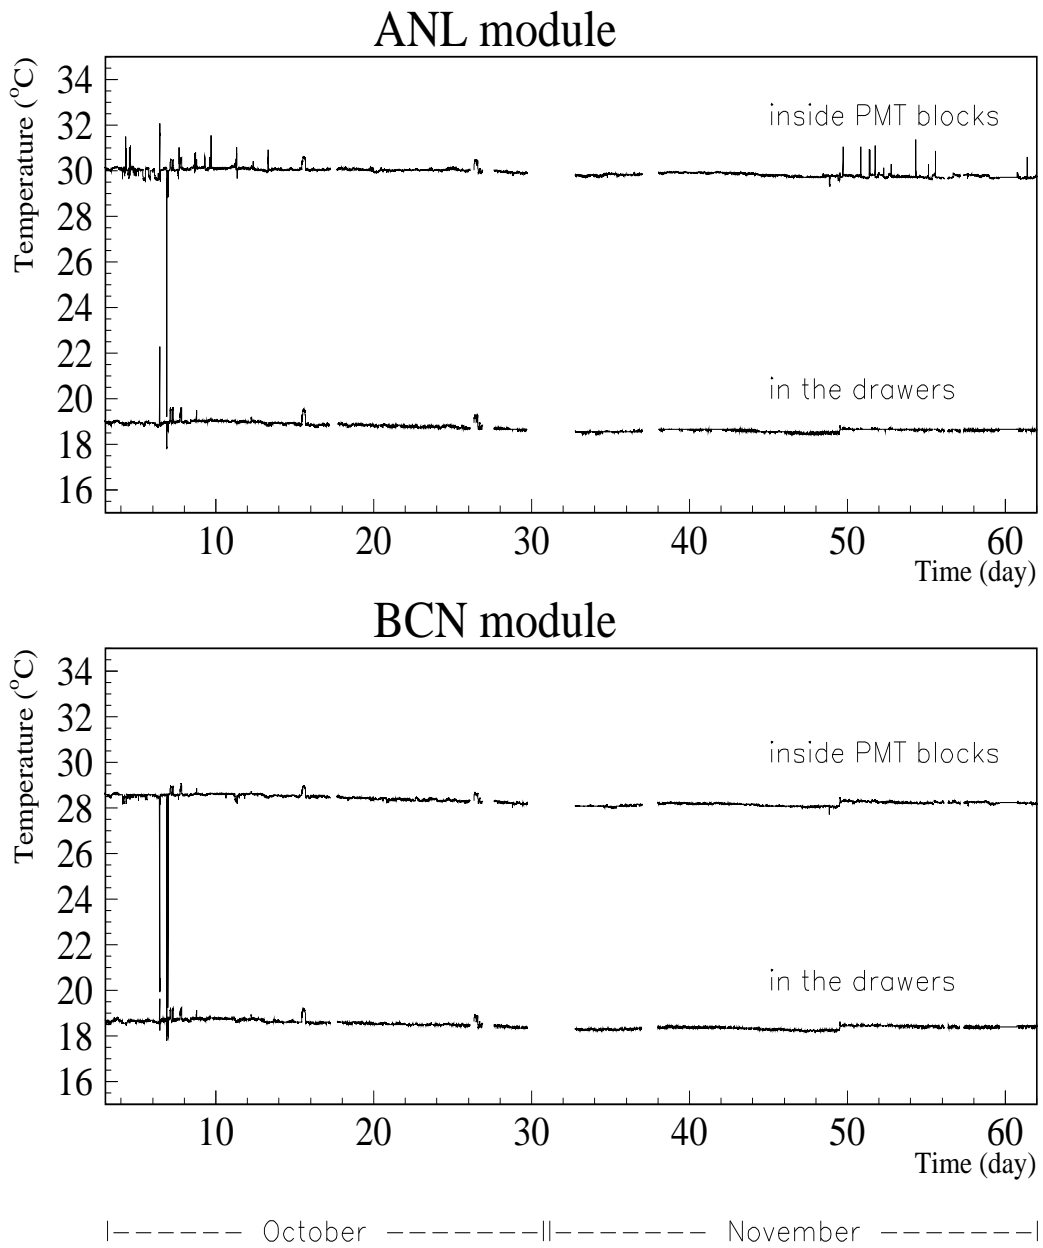 ANL module
Temperature (°C)
34
32
30
28
26
24
22
20
18
16
inside PMT blocks
in the drawers
10 20 30 40 50 60
Time (day)
BCN module
Temperature (°C)
34
32
30
28
26
24
22
20
18
16
inside PMT blocks
in the drawers
10 20 30 40 50 60
Time (day)
|– – – – – – October – – – – – – –||– – – – – – – November – – – – – – – –|